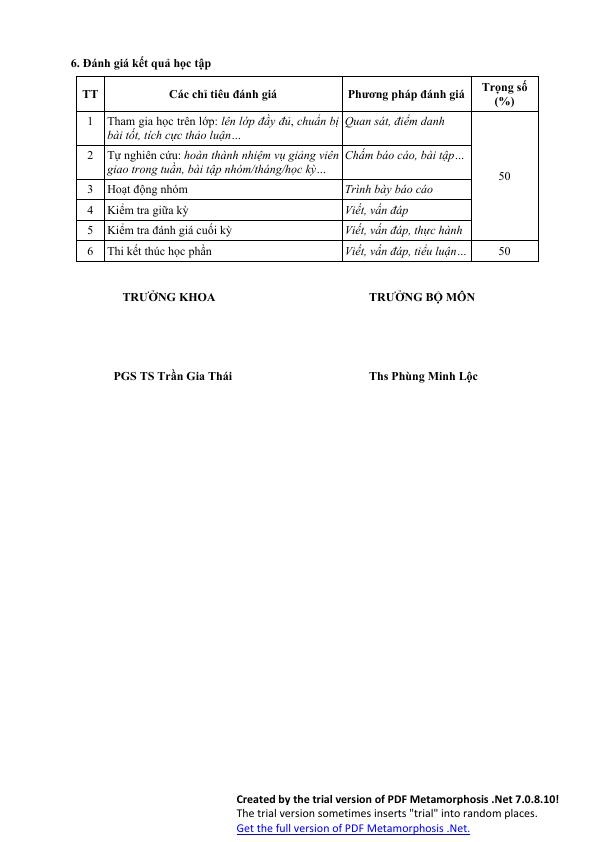 6. Đánh giá kết quả học tập
TT Các chỉ tiêu đánh giá Phương pháp đánh giá Trọng số
(%)
1 Tham gia học trên lớp: lên lớp đầy đủ, chuẩn bị Quan sát, điểm danh
bài tốt, tích cực thảo luận…
2 Tự nghiên cứu: hoàn thành nhiệm vụ giảng viên Chấm báo cáo, bài tập…
giao trong tuần, bài tập nhóm/tháng/học kỳ…
50
3 Hoạt động nhóm Trình bày báo cáo
4 Kiểm tra giữa kỳ Viết, vấn đáp
5 Kiểm tra đánh giá cuối kỳ Viết, vấn đáp, thực hành
6 Thi kết thúc học phần Viết, vấn đáp, tiểu luận… 50
TRƯỞNG KHOA TRƯỞNG BỘ MÔN
PGS TS Trần Gia Thái Ths Phùng Minh Lộc
Created by the trial version of PDF Metamorphosis .Net 7.0.8.10!
The trial version sometimes inserts "trial" into random places.
Get the full version of PDF Metamorphosis .Net.